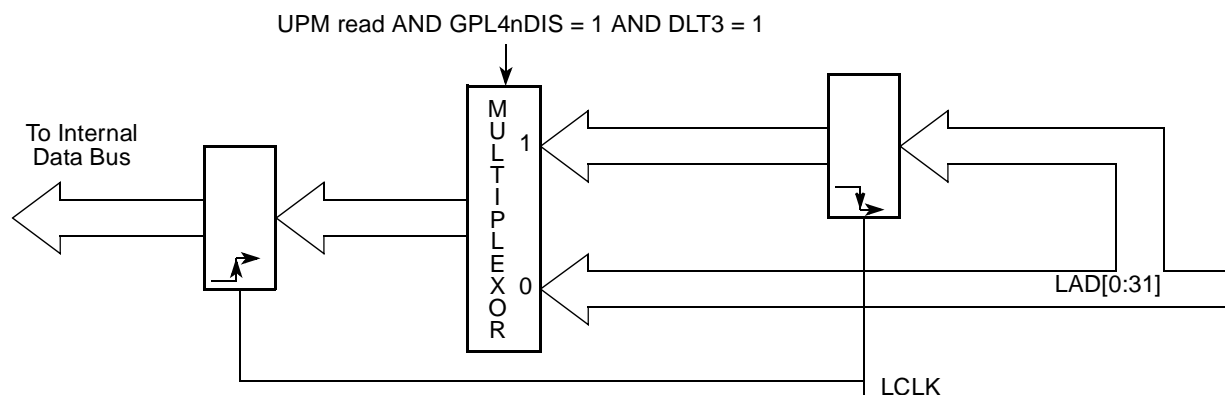 UPM read AND GPL4nDIS = 1 AND DLT3 = 1
To Internal
Data Bus
MULTIPLEXOR
1
0
LAD[0:31]
LCLK